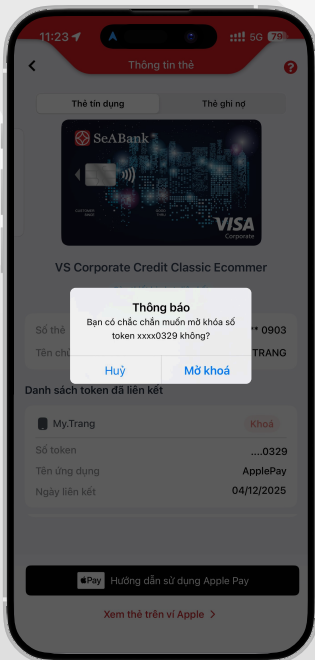 11:23
5G 79
Thông tin thẻ
Thẻ tín dụng
Thẻ ghi nợ
SeABank
VISA
Corporate
VS Corporate Credit Classic Ecommer
Thông báo
Bạn có chắc chắn muốn mở khóa số
token xxxx0329 không?
Huỷ
Mở khoá
Số thẻ
** 0903
Tên ch
TRANG
Danh sách token đã liên kết
My.Trang
Khoá
Số token
....0329
Tên ứng dụng
ApplePay
Ngày liên kết
04/12/2025
Pay Hướng dẫn sử dụng Apple Pay
Xem thẻ trên ví Apple >